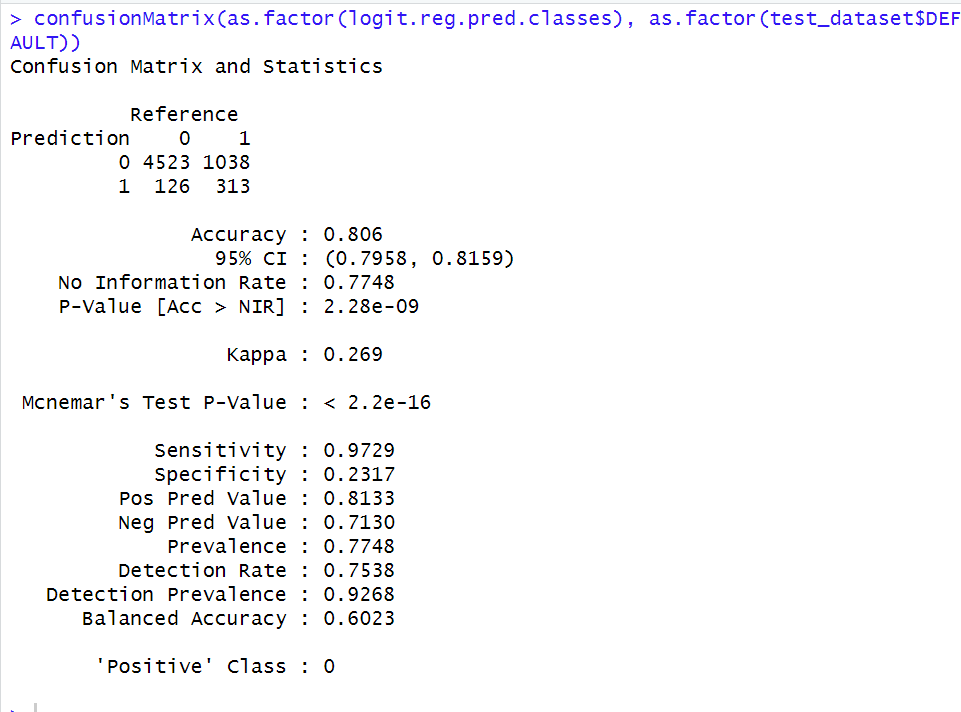 > confusionMatrix(as.factor(logit.reg.pred.classes), as.factor(test_dataset$DEF
AULT))
Confusion Matrix and Statistics
Reference
Prediction 0 1
0 4523 1038
1 126 313
Accuracy : 0.806
95% CI : (0.7958, 0.8159)
No Information Rate : 0.7748
P-Value [Acc > NIR] : 2.28e-09
Kappa : 0.269
Mcnemar's Test P-Value : < 2.2e-16
Sensitivity : 0.9729
Specificity : 0.2317
Pos Pred Value : 0.8133
Neg Pred Value : 0.7130
Prevalence : 0.7748
Detection Rate : 0.7538
Detection Prevalence : 0.9268
Balanced Accuracy : 0.6023
'Positive' Class : 0